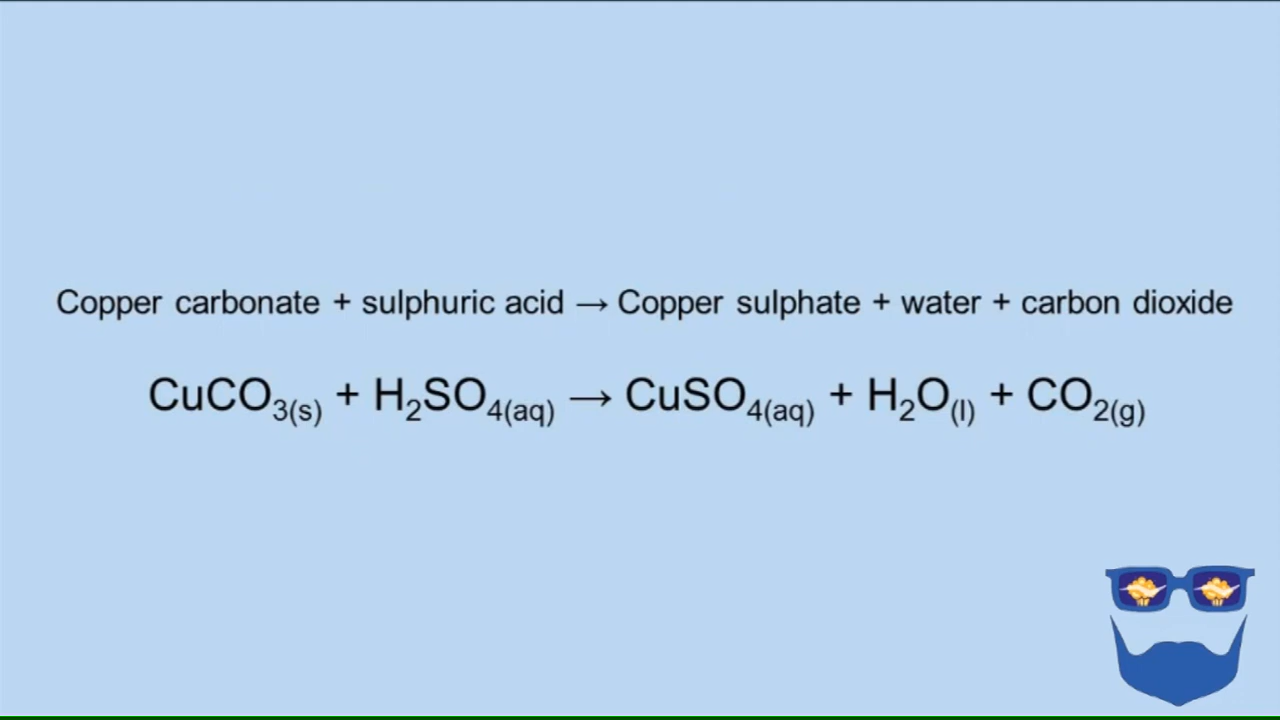 Copper carbonate + sulphuric acid → Copper sulphate + water + carbon dioxide
CuCO₃(s) + H₂SO₄(aq) → CuSO₄(aq) + H₂O(l) + CO₂(g)